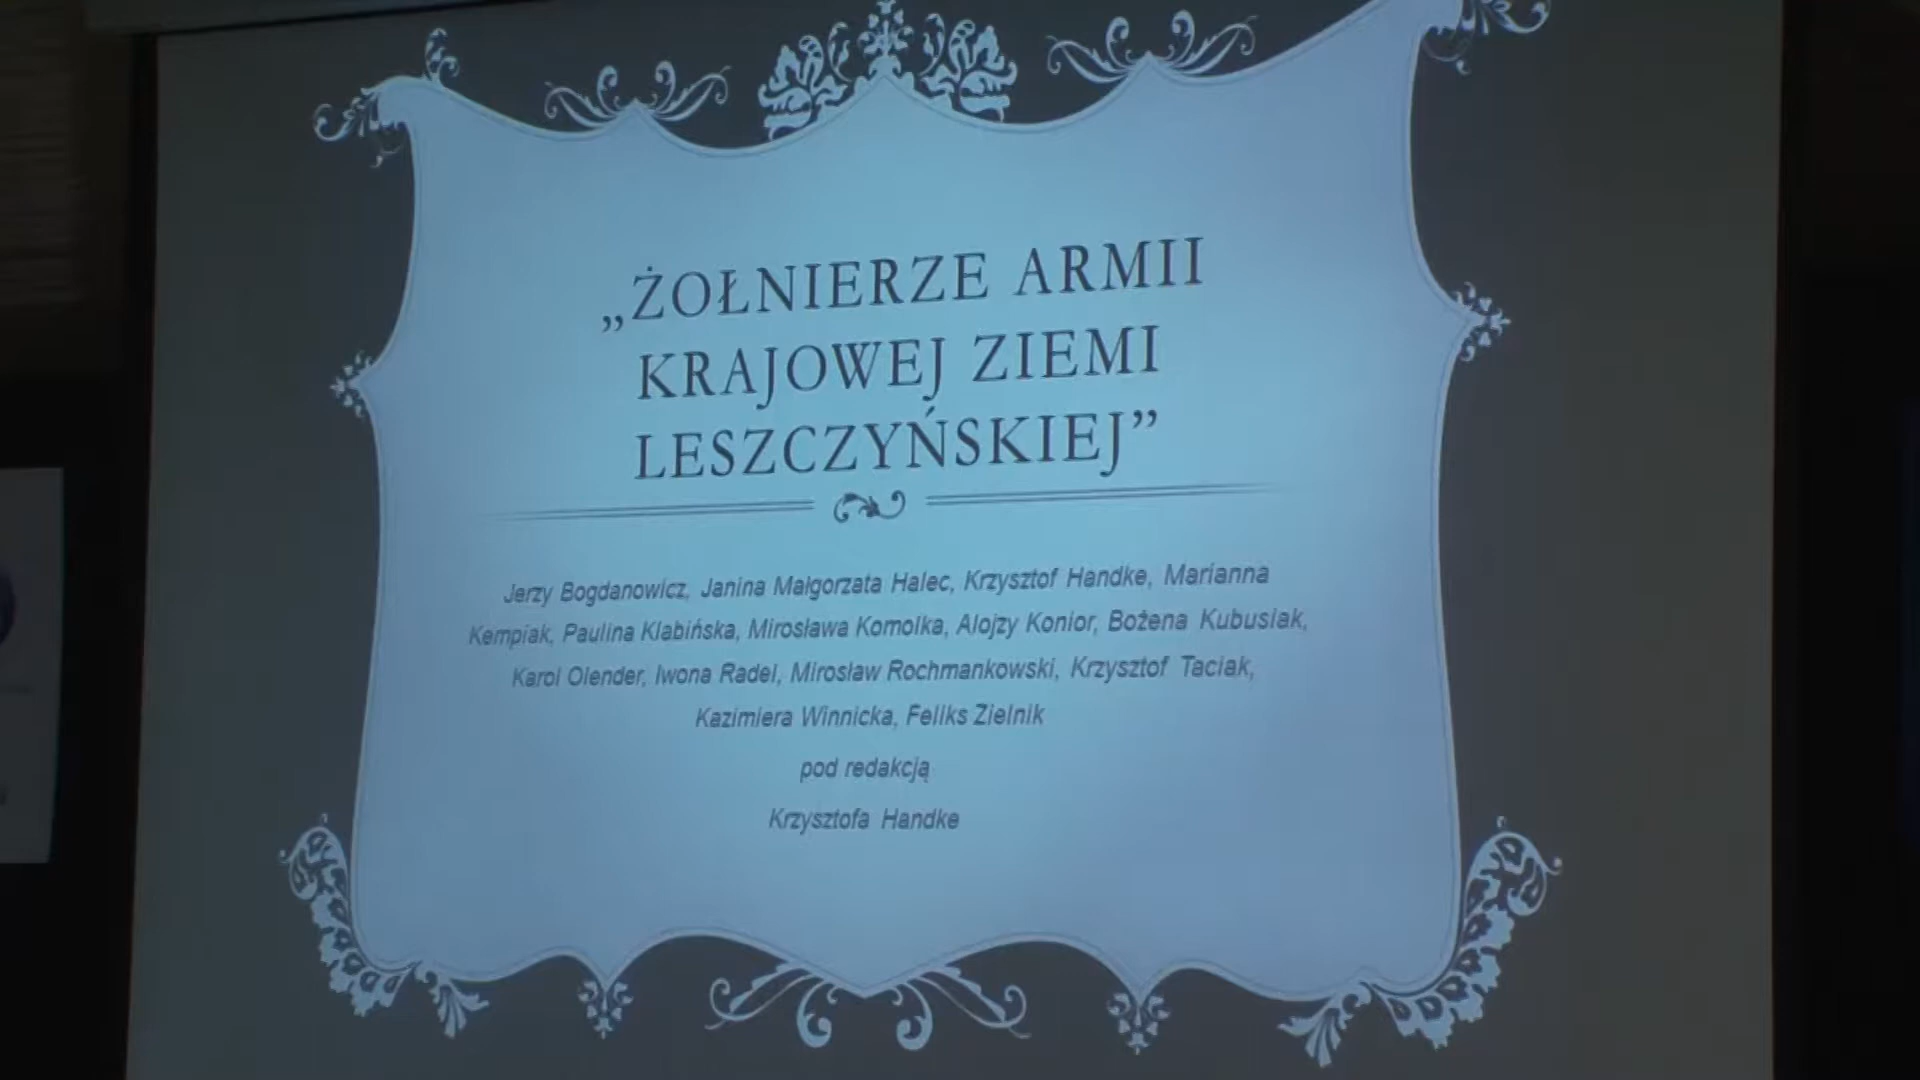 „ŻOŁNIERZE ARMII
KRAJOWEJ ZIEMI
LESZCZYŃSKIEJ”
Jerzy Bogdanowicz, Janina Małgorzata Halec, Krzysztof Handke, Marianna
Kempiak, Paulina Klabińska, Mirosława Komolka, Alojzy Konior, Bożena Kubusiak,
Karol Olender, Iwona Radel, Mirosław Rochmankowski, Krzysztof Taciak,
Kazimiera Winnicka, Feliks Zielnik
pod redakcją
Krzysztofa Handke